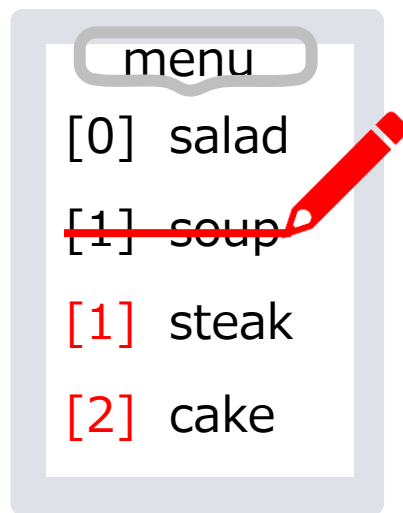 menu
[0] salad
[1] soup
[1] steak
[2] cake